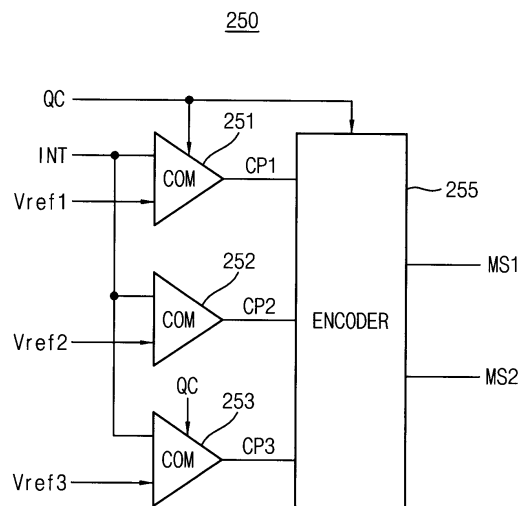 250
QC
251
INT
COM
CP1
255
Vref1
MS1
252
COM
CP2
ENCODER
Vref2
MS2
QC
253
COM
CP3
Vref3